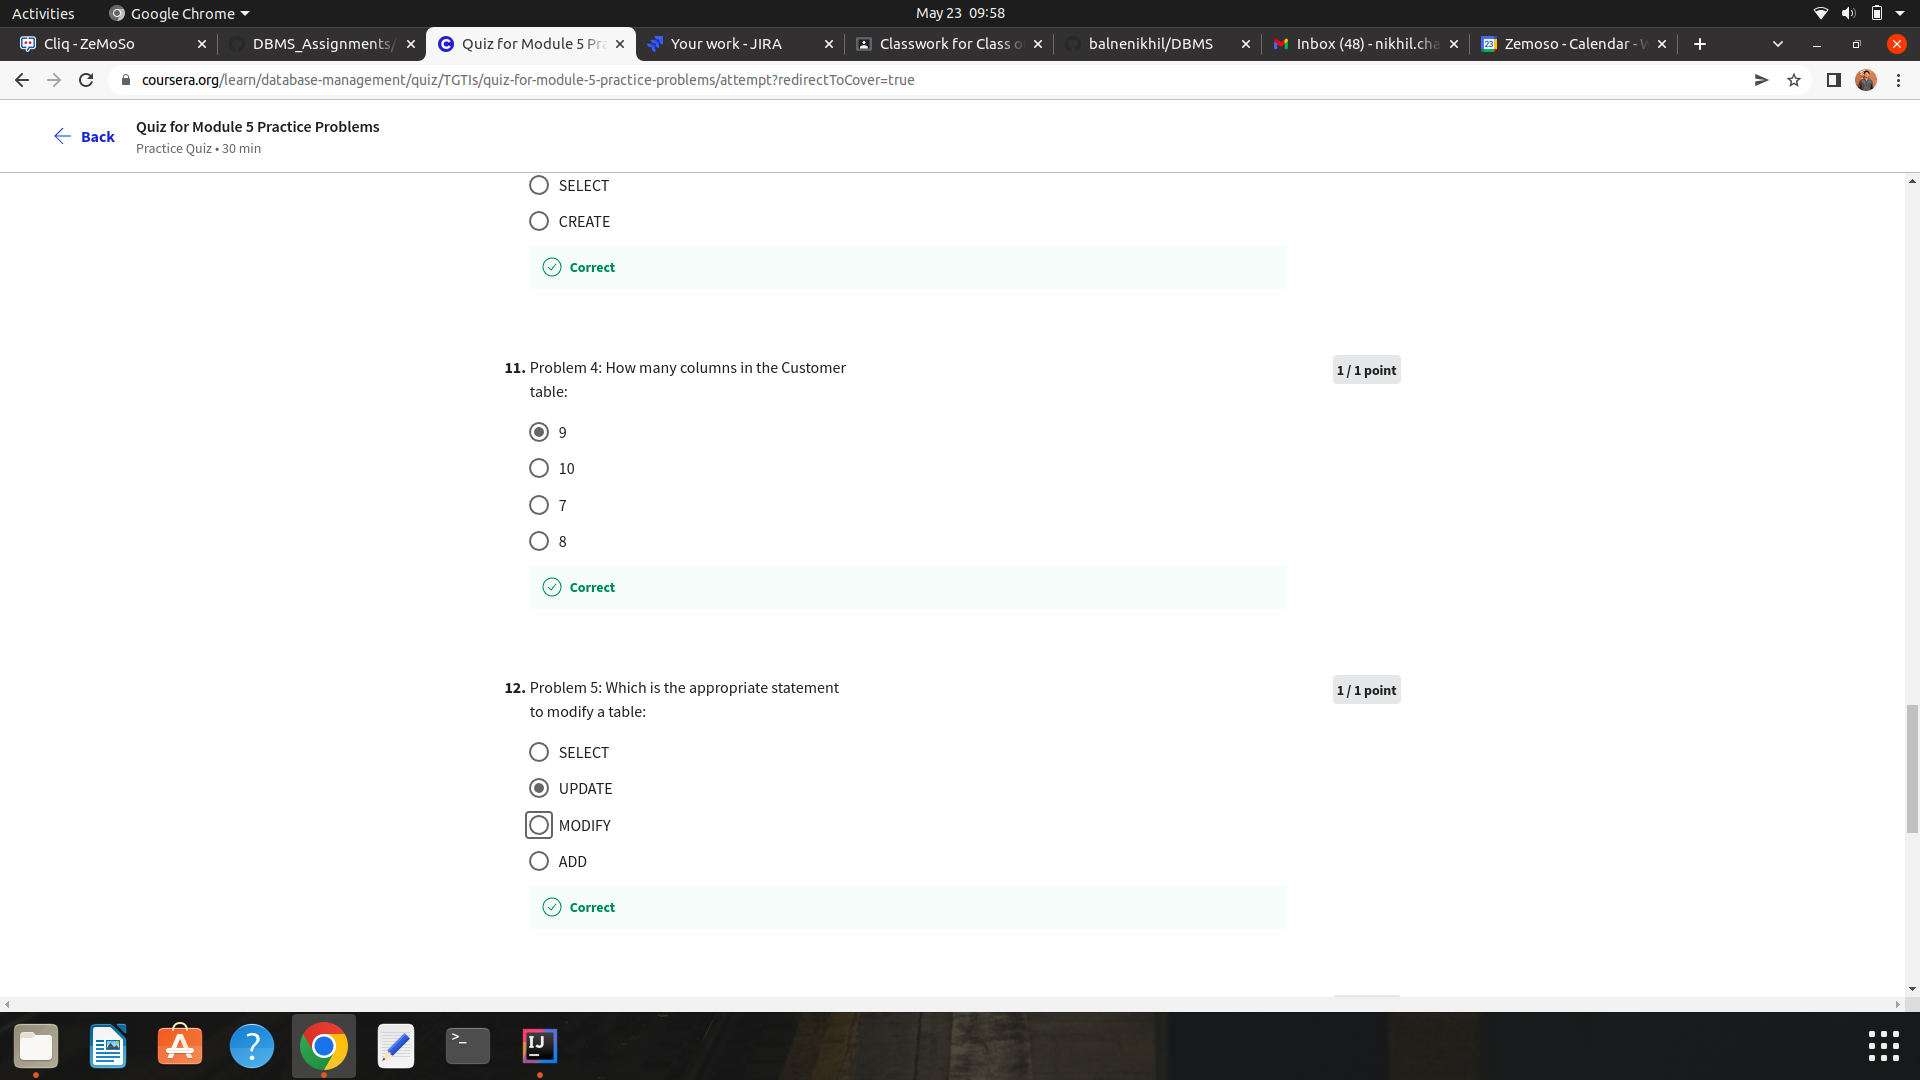 Activities
Google Chrome
May 23 09:58
Cliq - ZeMoSo
DBMS_Assignments/
Quiz for Module 5 Pra
Your work - JIRA
Classwork for Class o
balnenikhil/DBMS
Inbox (48) - nikhil.cha
23
Zemoso - Calendar - W
coursera.org/learn/database-management/quiz/TGTIs/quiz-for-module-5-practice-problems/attempt?redirectToCover=true
Back
Quiz for Module 5 Practice Problems
Practice Quiz • 30 min
SELECT
CREATE
Correct
11. Problem 4: How many columns in the Customer
table:
1 / 1 point
9
10
7
8
Correct
12. Problem 5: Which is the appropriate statement
to modify a table:
1 / 1 point
SELECT
UPDATE
MODIFY
ADD
Correct
?
>_
IJ